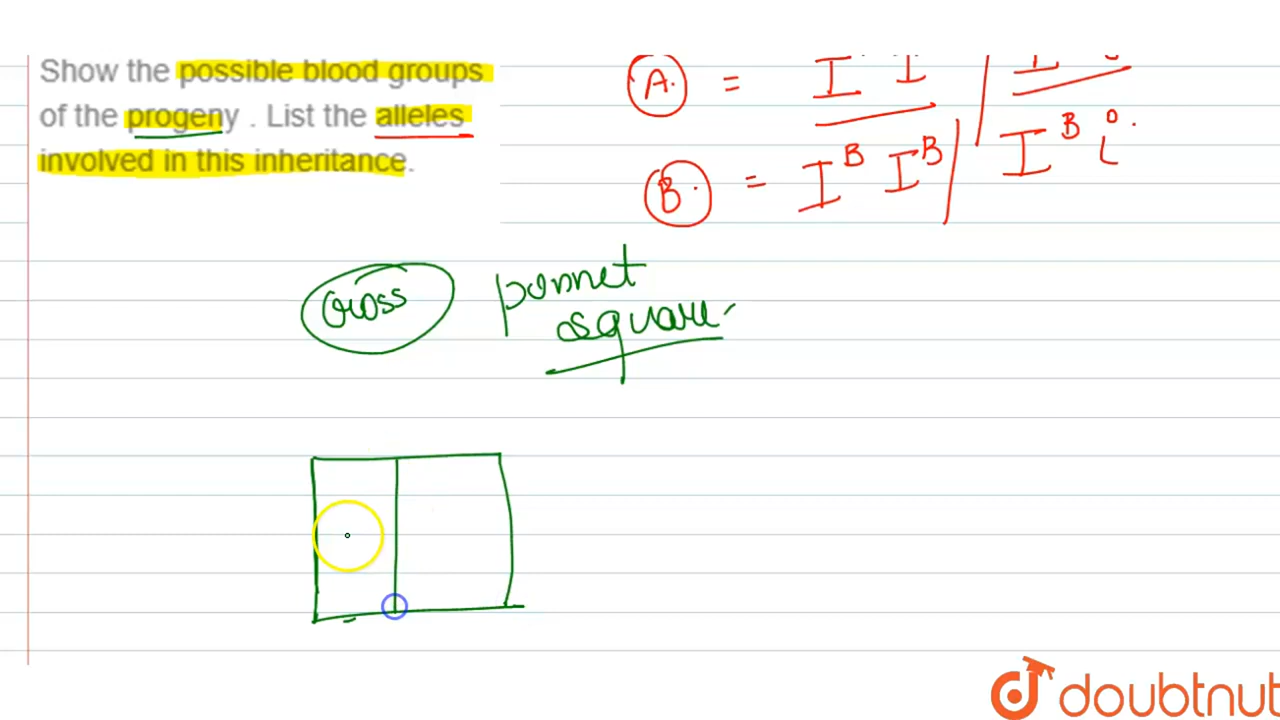 Show the possible blood groups
of the progeny . List the alleles
involved in this inheritance.
A. =
B. = I^B I^B / I^B i^o.
Cross
punnet
square
doubtnut